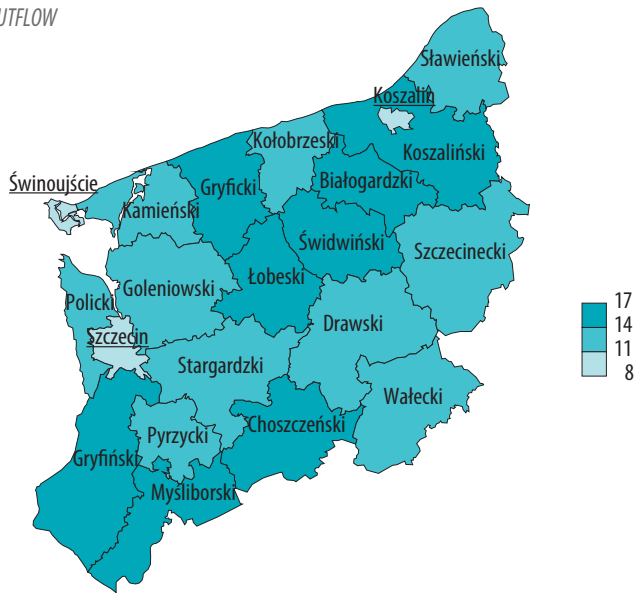 UTFLOW
Sławieński
Koszalin
Kołobrzeski
Koszaliński
Świnoujście
Gryficki
Białogardzki
Kamieński
Świdwiński
Szczecinecki
Łobeski
Goleniowski
Policki
17
Drawski
14
Szczecin
11
Stargardzki
8
Wałecki
Choszczeński
Pyrzycki
Gryfiński
Myśliborski